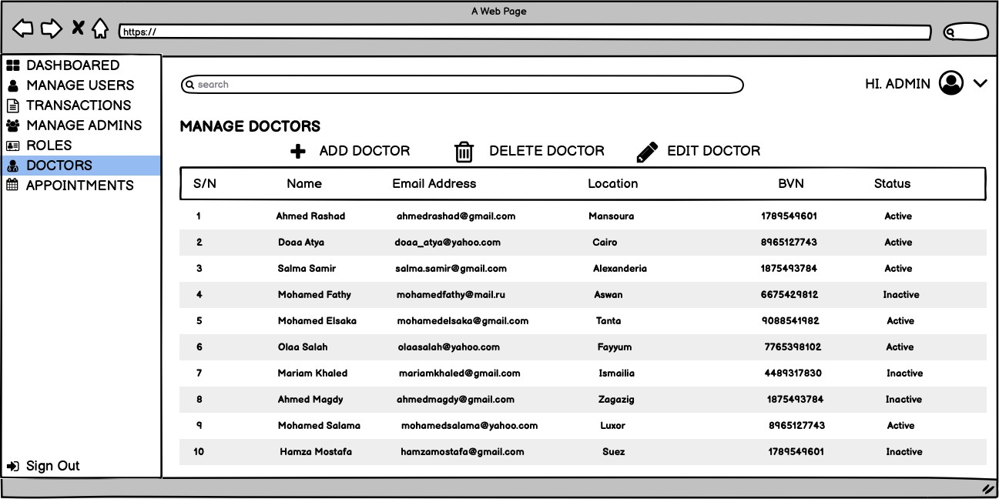 A Web Page
https://
DASHBOARED
MANAGE USERS
TRANSACTIONS
MANAGE ADMINS
ROLES
DOCTORS
APPOINTMENTS
Sign Out
search
HI. ADMIN
MANAGE DOCTORS
ADD DOCTOR DELETE DOCTOR EDIT DOCTOR
S/N Name Email Address Location BVN Status
1 Ahmed Rashad ahmedrashad@gmail.com Mansoura 1789549601 Active
2 Doaa Atya doaa_atya@yahoo.com Cairo 8965127743 Active
3 Salma Samir salma.samir@gmail.com Alexanderia 1875493784 Active
4 Mohamed Fathy mohamedfathy@mail.ru Aswan 6675429812 Inactive
5 Mohamed Elsaka mohamedelsaka@gmail.com Tanta 9088541982 Active
6 Olaa Salah olaasalah@yahoo.com Fayyum 7765398102 Active
7 Mariam Khaled mariamkhaled@gmail.com Ismailia 4489317830 Inactive
8 Ahmed Magdy ahmedmagdy@gmail.com Zagazig 1875493784 Inactive
9 Mohamed Salama mohamedsalama@yahoo.com Luxor 8965127743 Active
10 Hamza Mostafa hamzamostafa@gmail.com Suez 1789549601 Inactive